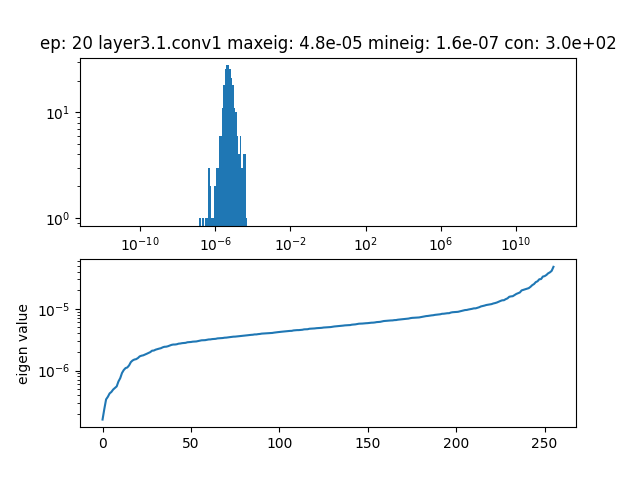 ep: 20 layer3.1.conv1 maxeig: 4.8e-05 mineig: 1.6e-07 con: 3.0e+02
10¹
10⁰
10⁻¹⁰ 10⁻⁶ 10⁻² 10² 10⁶ 10¹⁰
10⁻⁵
10⁻⁶
eigen value
0 50 100 150 200 250